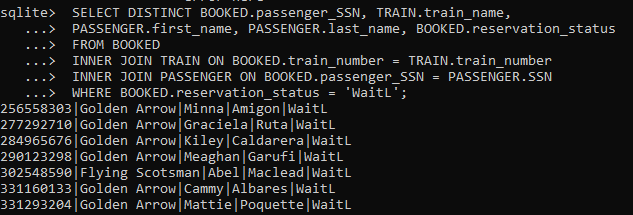 sqlite> SELECT DISTINCT BOOKED.passenger_SSN, TRAIN.train_name,
...> PASSENGER.first_name, PASSENGER.last_name, BOOKED.reservation_status
...> FROM BOOKED
...> INNER JOIN TRAIN ON BOOKED.train_number = TRAIN.train_number
...> INNER JOIN PASSENGER ON BOOKED.passenger_SSN = PASSENGER.SSN
...> WHERE BOOKED.reservation_status = 'WaitL';
256558303|Golden Arrow|Minna|Amigon|WaitL
277292710|Golden Arrow|Graciela|Ruta|WaitL
284965676|Golden Arrow|Kiley|Caldarera|WaitL
290123298|Golden Arrow|Meaghan|Garufi|WaitL
302548590|Flying Scotsman|Abel|Maclead|WaitL
331160133|Golden Arrow|Cammy|Albares|WaitL
331293204|Golden Arrow|Mattie|Poquette|WaitL